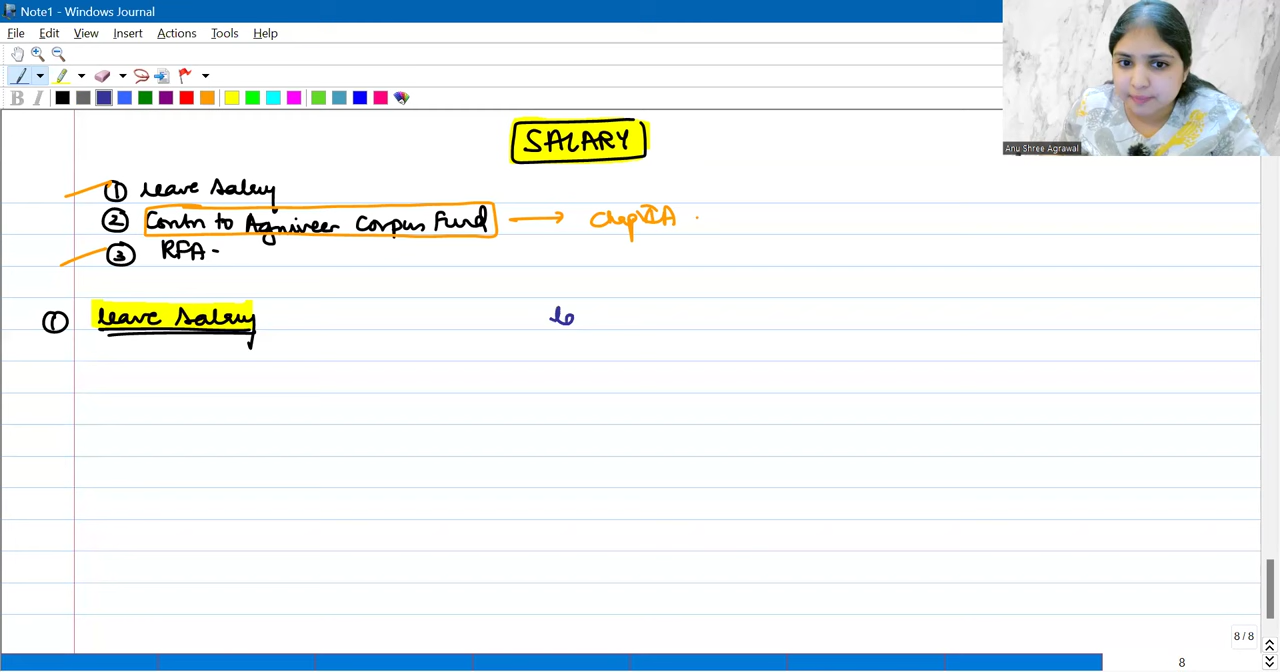 Note1 - Windows Journal
File Edit View Insert Actions Tools Help
B I
SALARY
① Leave Salary
② Contn to Agniveer Corpus Fund → Chap VIA
③ RFA -
① Leave Salary le
Anu Shree Agrawal
8 / 8
8